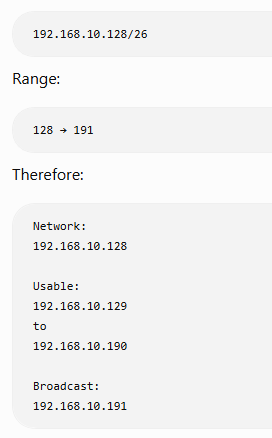 192.168.10.128/26
Range:
128 → 191
Therefore:
Network:
192.168.10.128
Usable:
192.168.10.129
to
192.168.10.190
Broadcast:
192.168.10.191